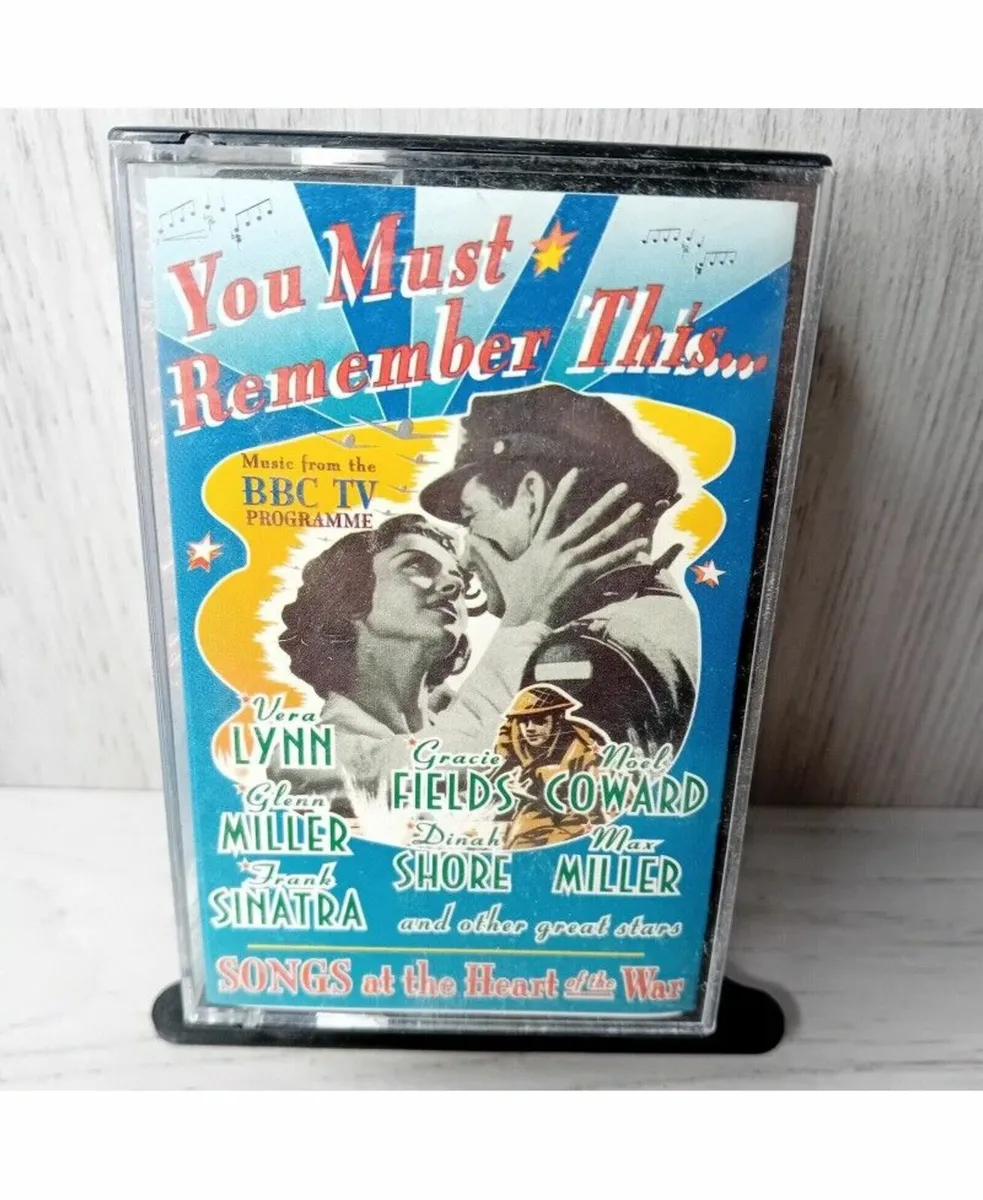 You Must
Remember This...
Music from the
BBC TV
PROGRAMME
Vera
LYNN
Glenn
MILLER
Frank
SINATRA
Gracie
FIELDS
Dinah
SHORE
Noel
COWARD
Max
MILLER
and other great stars
SONGS at the Heart of the War